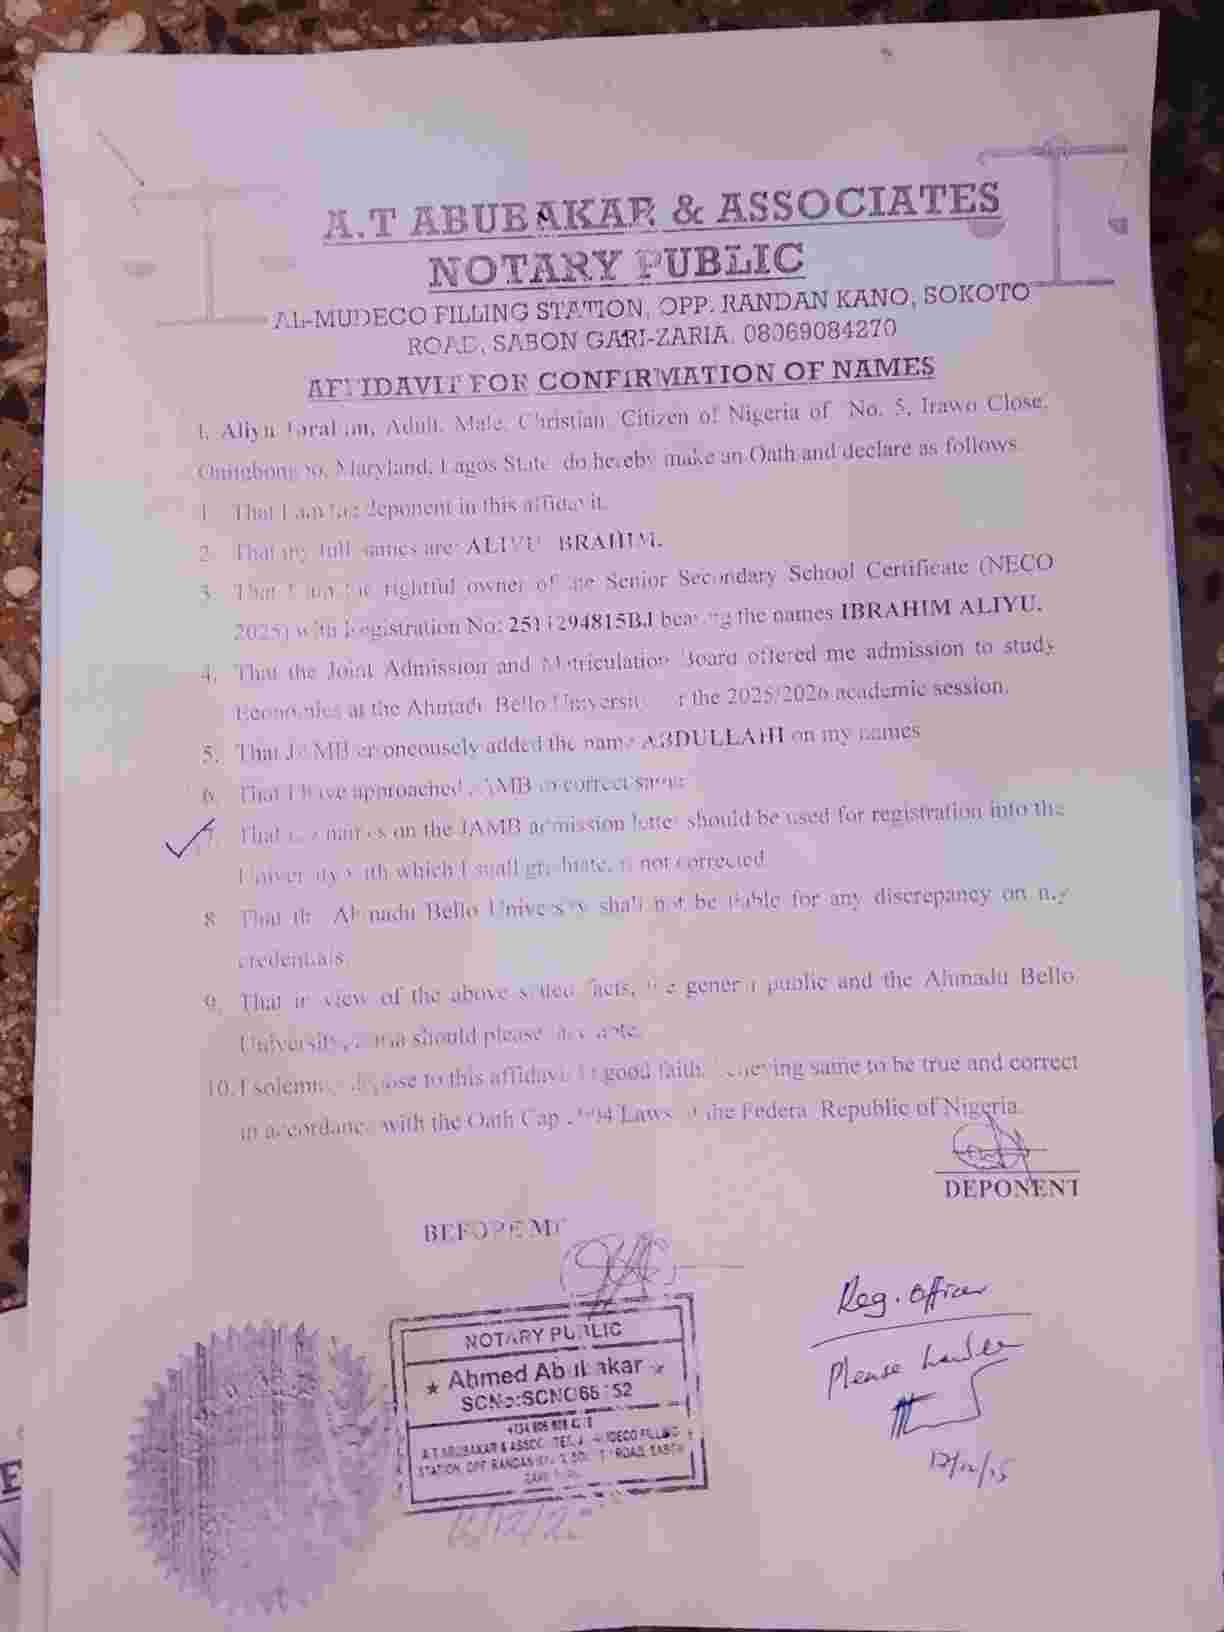 A.T ABUBAKAR & ASSOCIATES
NOTARY PUBLIC
AL-MUDECO FILLING STATION, OPP. RANDAN KANO, SOKOTO
ROAD, SABON GARI-ZARIA. 08069084270
AFFIDAVIT FOR CONFIRMATION OF NAMES
I, Aliyu Ibrahim, Adult, Male, Christian, Citizen of Nigeria of No. 5, Irawo Close,
Maryland, Lagos State do hereby make an Oath and declare as follows
1. That I am the deponent in this affidavit.
2. That my full names are ALIYU IBRAHIM.
3. That I am the rightful owner of the Senior Secondary School Certificate (NECO
2025) with Registration No: bearing the names IBRAHIM ALIYU.
4. That the Joint Admission and Matriculation Board offered me admission to study
Economics at the Ahmadu Bello University for the 2025/2026 academic session.
5. That JAMB erroneously added the name ABDULLAHI on my names
6. That I have approached JAMB to correct same
7. That names on the JAMB admission letter should be used for registration into the
University with which I shall graduate, not corrected
8. That the Ahmadu Bello University shall not be liable for any discrepancy on my
credentials.
9. That in view of the above stated facts, the general public and the Ahmadu Bello
University, Zaria should please take note.
10. I solemnly depose to this affidavit in good faith, believing same to be true and correct
in accordance with the Oath Cap Laws of the Federal Republic of Nigeria.
DEPONENT
BEFORE ME
NOTARY PUBLIC
Ahmed Abubakar
Reg. Officer
Please